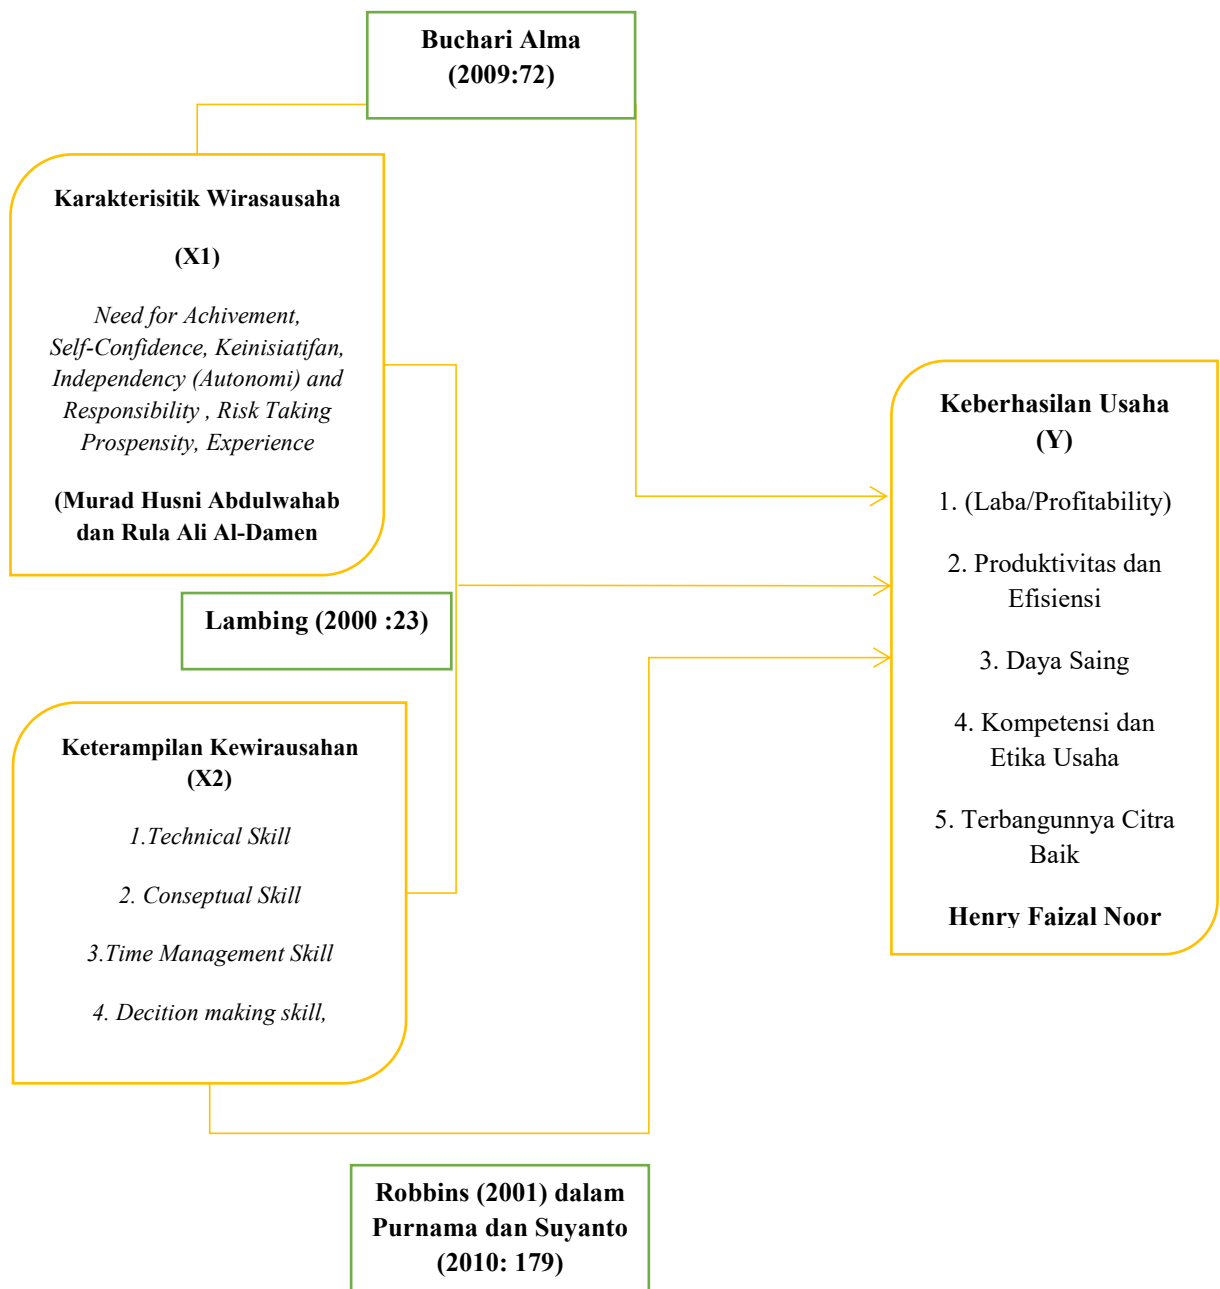 Buchari Alma
(2009:72)
Karakterisitik Wirasausaha
(X1)
Need for Achivement,
Self-Confidence, Keinisiatifan,
Independency (Autonomi) and
Responsibility , Risk Taking
Prospensity, Experience
(Murad Husni Abdulwahab
dan Rula Ali Al-Damen
Lambing (2000 :23)
Keterampilan Kewirausahan
(X2)
1.Technical Skill
2. Conseptual Skill
3.Time Management Skill
4. Decition making skill,
Robbins (2001) dalam
Purnama dan Suyanto
(2010: 179)
Keberhasilan Usaha
(Y)
1. (Laba/Profitability)
2. Produktivitas dan
Efisiensi
3. Daya Saing
4. Kompetensi dan
Etika Usaha
5. Terbangunnya Citra
Baik
Henry Faizal Noor